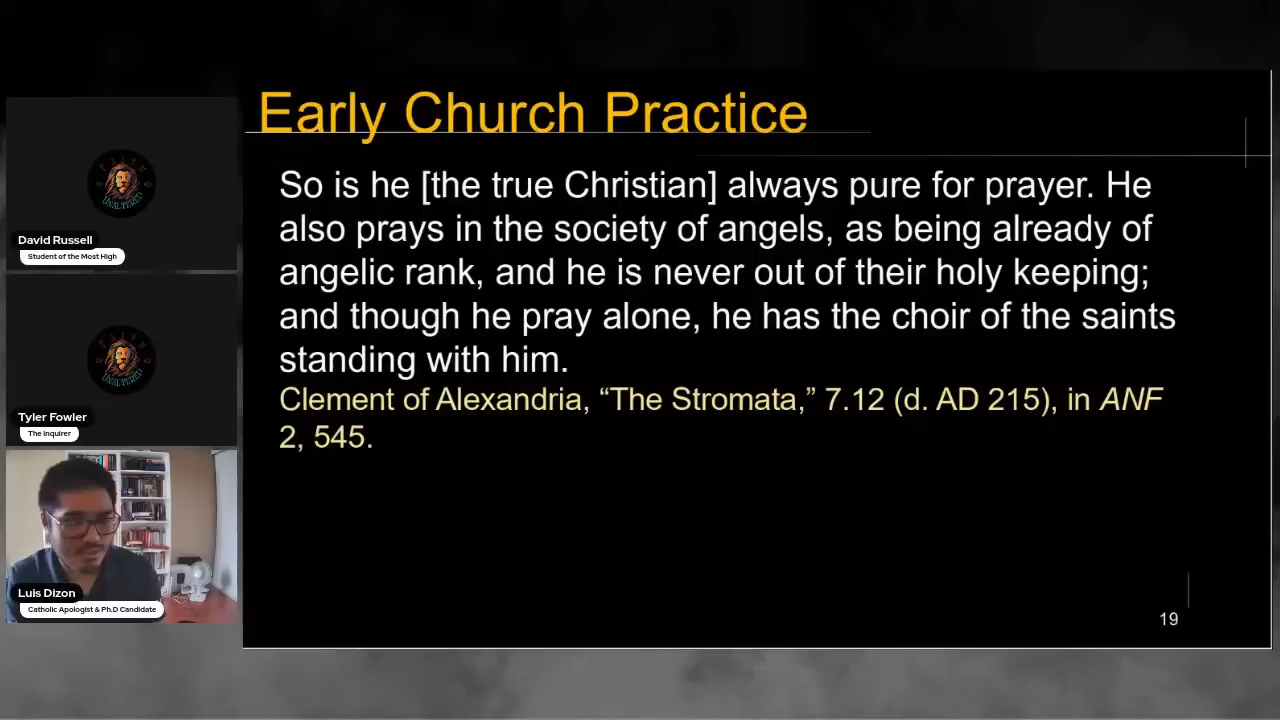 Early Church Practice
So is he [the true Christian] always pure for prayer. He
also prays in the society of angels, as being already of
angelic rank, and he is never out of their holy keeping;
and though he pray alone, he has the choir of the saints
standing with him.
Clement of Alexandria, “The Stromata,” 7.12 (d. AD 215), in ANF
2, 545.
19
David Russell
Student of the Most High
UNALTERED
Tyler Fowler
The Inquirer
UNALTERED
Luis Dizon
Catholic Apologist & Ph.D Candidate